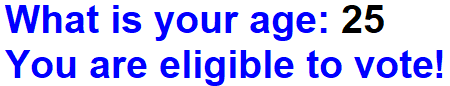 What is your age: 25
You are eligible to vote!